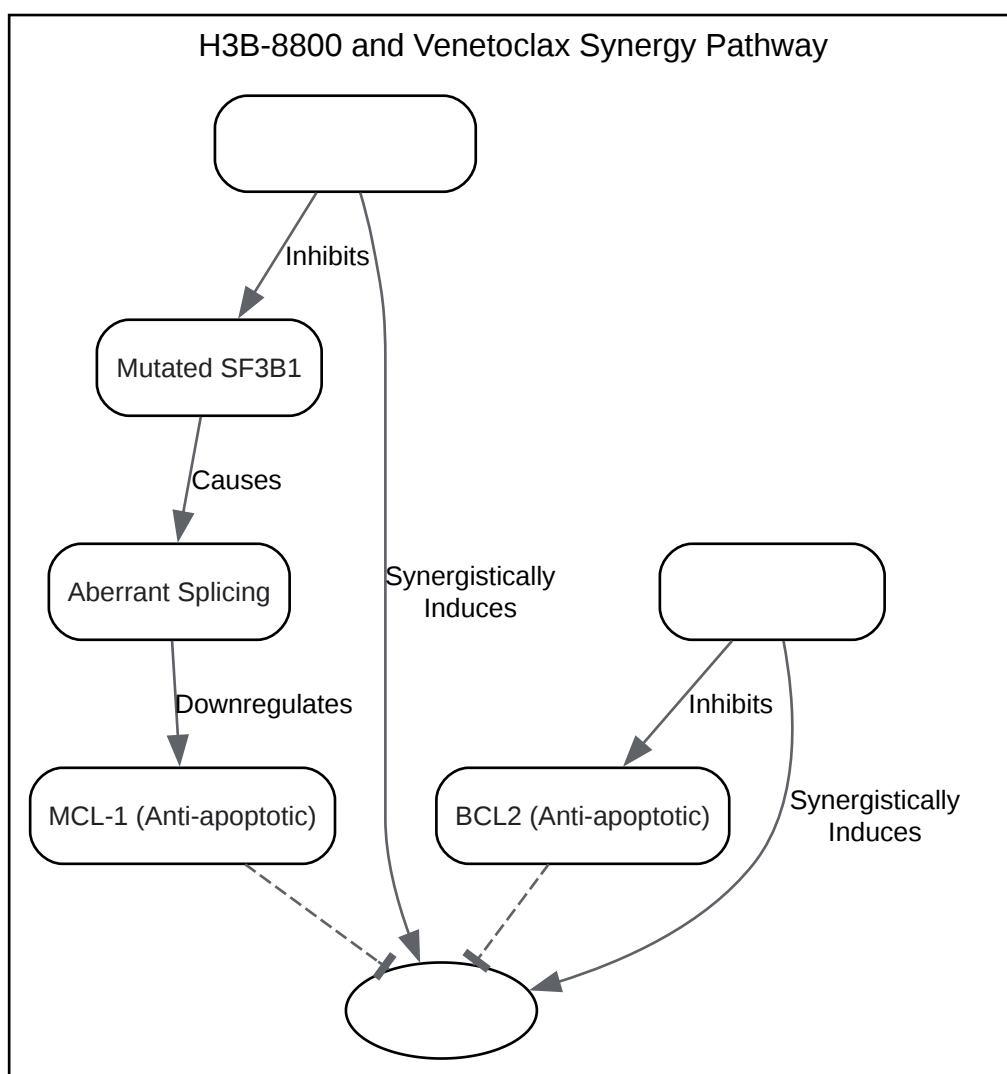 H3B-8800 and Venetoclax Synergy Pathway
Inhibits
Mutated SF3B1
Causes
Aberrant Splicing
Synergistically
Induces
Downregulates
Inhibits
MCL-1 (Anti-apoptotic)
BCL2 (Anti-apoptotic)
Synergistically
Induces